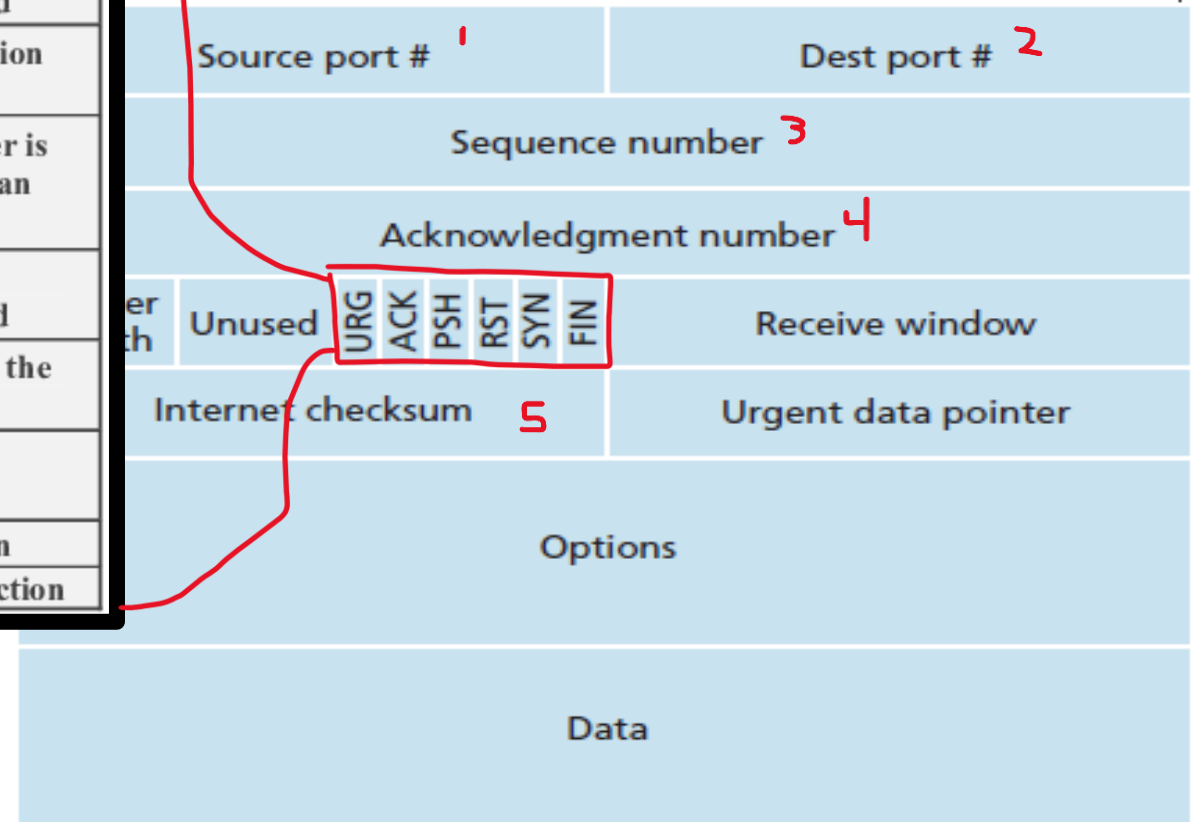 ion
er is
an
the
n
ction
Source port # 1
Dest port # 2
Sequence number 3
Acknowledgment number 4
er
th
Unused
URG
ACK
PSH
RST
SYN
FIN
Receive window
Internet checksum 5
Urgent data pointer
Options
Data